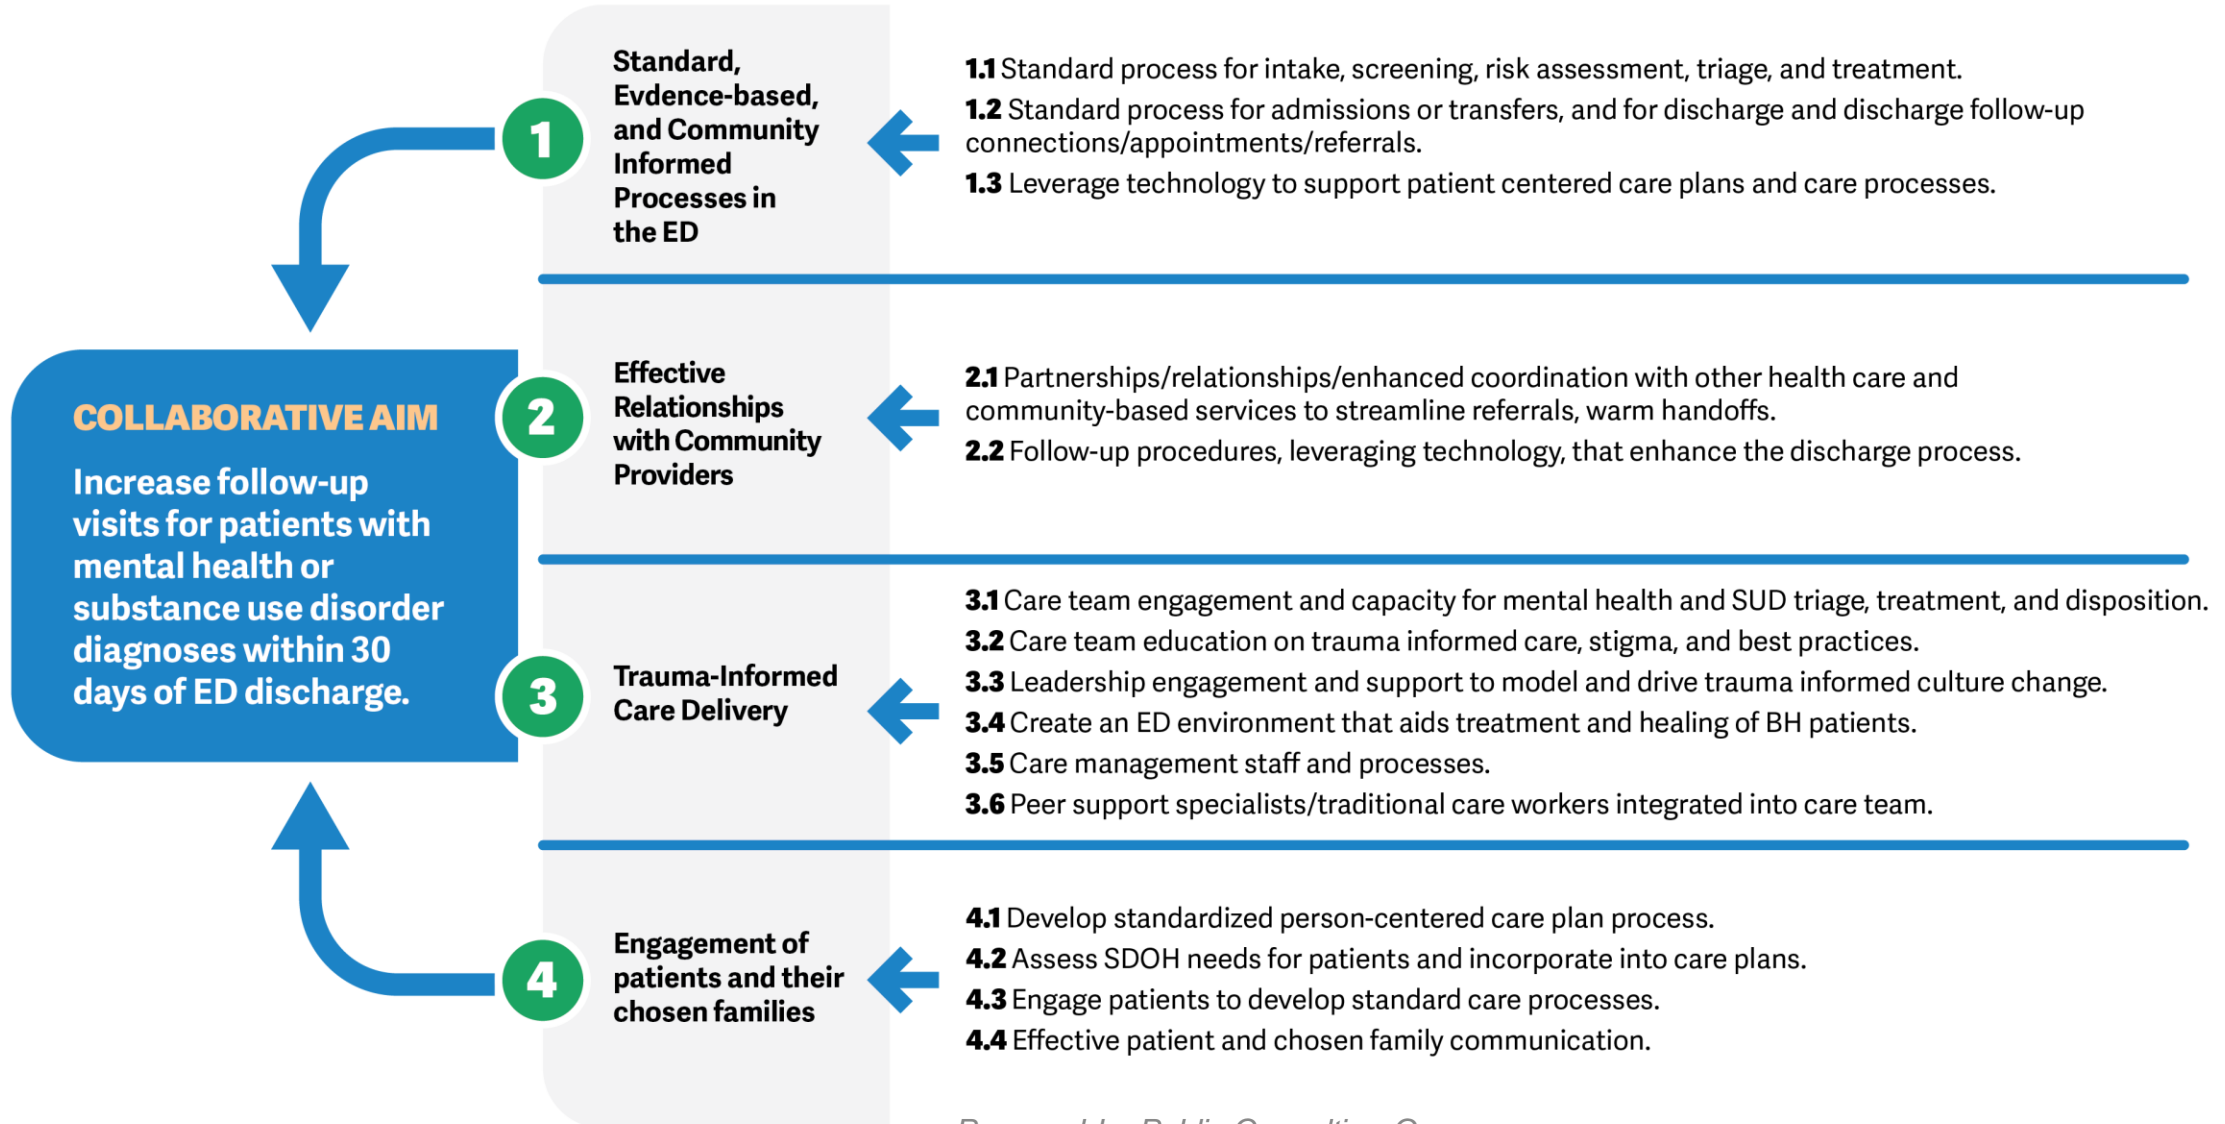 1
Standard,
Evdence-based,
and Community
Informed
Processes in
the ED
1.1 Standard process for intake, screening, risk assessment, triage, and treatment.
1.2 Standard process for admissions or transfers, and for discharge and discharge follow-up
connections/appointments/referrals.
1.3 Leverage technology to support patient centered care plans and care processes.
COLLABORATIVE AIM
Increase follow-up
visits for patients with
mental health or
substance use disorder
diagnoses within 30
days of ED discharge.
2
Effective
Relationships
with Community
Providers
2.1 Partnerships/relationships/enhanced coordination with other health care and
community-based services to streamline referrals, warm handoffs.
2.2 Follow-up procedures, leveraging technology, that enhance the discharge process.
3
Trauma-Informed
Care Delivery
3.1 Care team engagement and capacity for mental health and SUD triage, treatment, and disposition.
3.2 Care team education on trauma informed care, stigma, and best practices.
3.3 Leadership engagement and support to model and drive trauma informed culture change.
3.4 Create an ED environment that aids treatment and healing of BH patients.
3.5 Care management staff and processes.
3.6 Peer support specialists/traditional care workers integrated into care team.
4
Engagement of
patients and their
chosen families
4.1 Develop standardized person-centered care plan process.
4.2 Assess SDOH needs for patients and incorporate into care plans.
4.3 Engage patients to develop standard care processes.
4.4 Effective patient and chosen family communication.